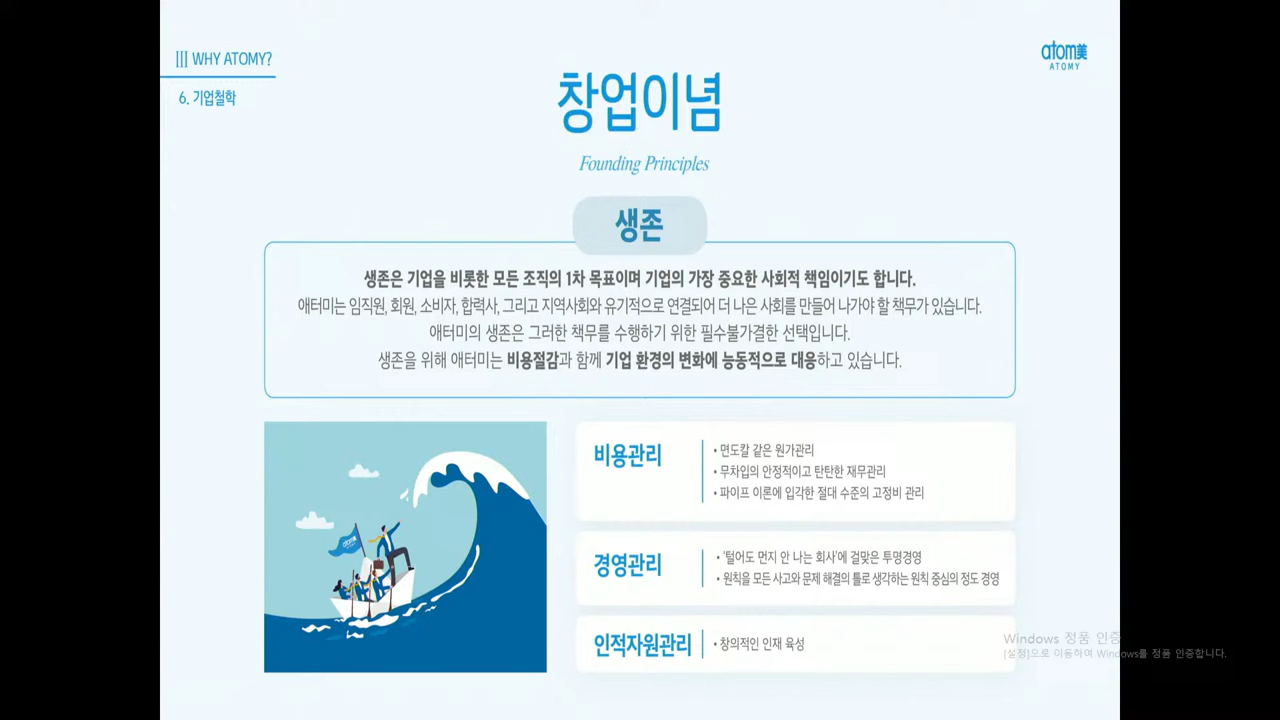 WHY ATOMY?
6. 기업철학
atom美
ATOMY
창업이념
Founding Principles
생존
생존은 기업을 비롯한 모든 조직의 1차 목표이며 기업의 가장 중요한 사회적 책임이기도 합니다.
애터미는 임직원, 회원, 소비자, 합력사, 그리고 지역사회와 유기적으로 연결되어 더 나은 사회를 만들어 나가야 할 책무가 있습니다.
애터미의 생존은 그러한 책무를 수행하기 위한 필수불가결한 선택입니다.
생존을 위해 애터미는 비용절감과 함께 기업 환경의 변화에 능동적으로 대응하고 있습니다.
비용관리
• 면도칼 같은 원가관리
• 무차입의 안정적이고 탄탄한 재무관리
• 파이프 이론에 입각한 절대 수준의 고정비 관리
경영관리
• '털어도 먼지 안 나는 회사'에 걸맞은 투명경영
• 원칙을 모든 사고와 문제 해결의 틀로 생각하는 원칙 중심의 정도 경영
인적자원관리
• 창의적인 인재 육성
Windows 정품 인증
[설정]으로 이동하여 Windows를 정품 인증합니다.